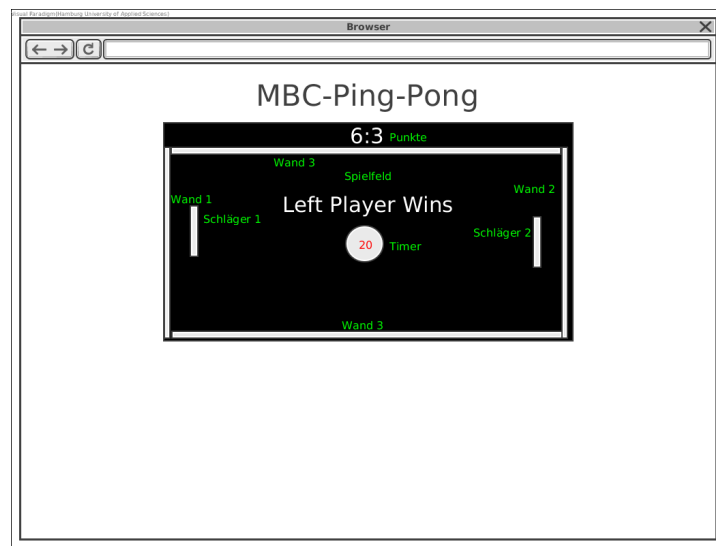 Visual Paradigm(Hamburg University of Applied Sciences)
Browser
MBC-Ping-Pong
6:3 Punkte
Wand 3
Spielfeld
Wand 2
Wand 1
Left Player Wins
Schläger 1
Schläger 2
20 Timer
Wand 3